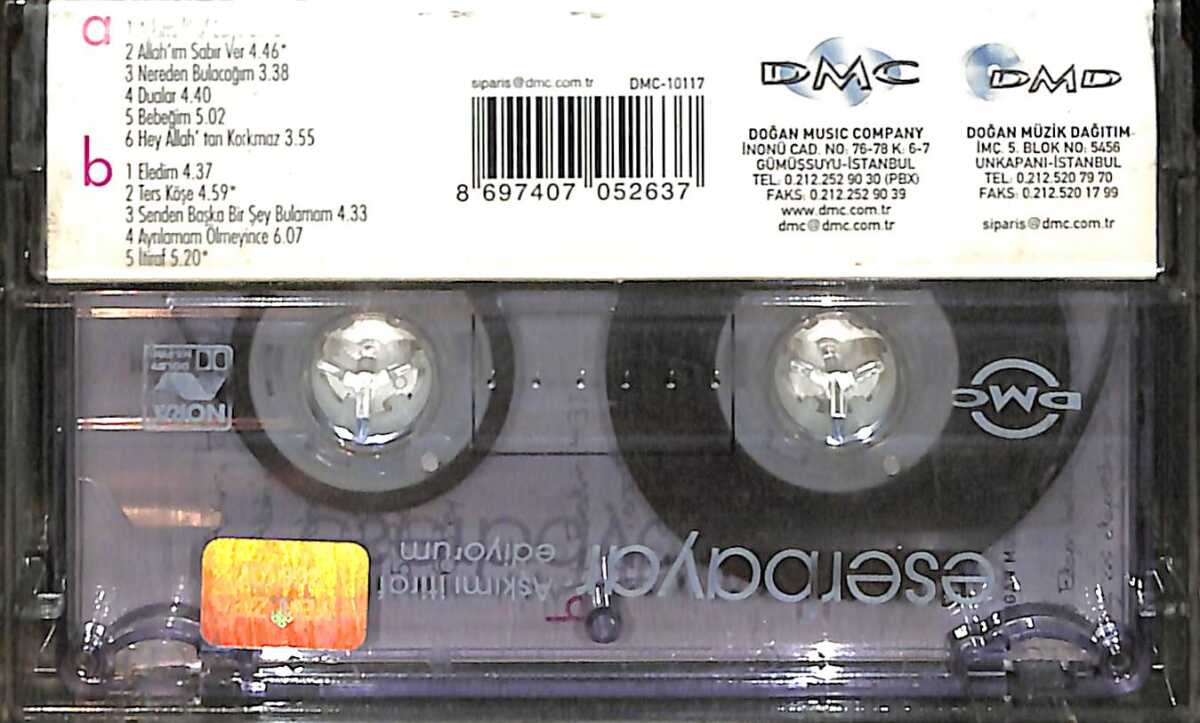 a
1
2 Allah'ım Sabır Ver 4.46*
3 Nereden Bulacağım 3.38
4 Dualar 4.40
5 Bebeğim 5.02
6 Hey Allah' tan Korkmaz 3.55
b
1 Eledim 4.37
2 Ters Köşe 4.59*
3 Senden Başka Bir Şey Bulamam 4.33
4 Ayrılamam Ölmeyince 6.07
5 İtiraf 5.20*
siparis@dmc.com.tr DMC-10117
8 697407 052637
DMC
DOĞAN MUSIC COMPANY
İNONÜ CAD. NO: 76-78 K: 6-7
GÜMÜŞSUYU-İSTANBUL
TEL: 0.212.252 90 30 (PBX)
FAKS: 0.212.252 90 39
www.dmc.com.tr
dmc@dmc.com.tr
DMD
DOĞAN MÜZİK DAĞITIM
İMÇ. 5. BLOK NO: 5456
UNKAPANI-İSTANBUL
TEL: 0.212.520 79 70
FAKS: 0.212.520 17 99
siparis@dmc.com.tr
DOLBY
NORM
DMC
eserbayar
Aşkımı itiraf
ediyorum
b